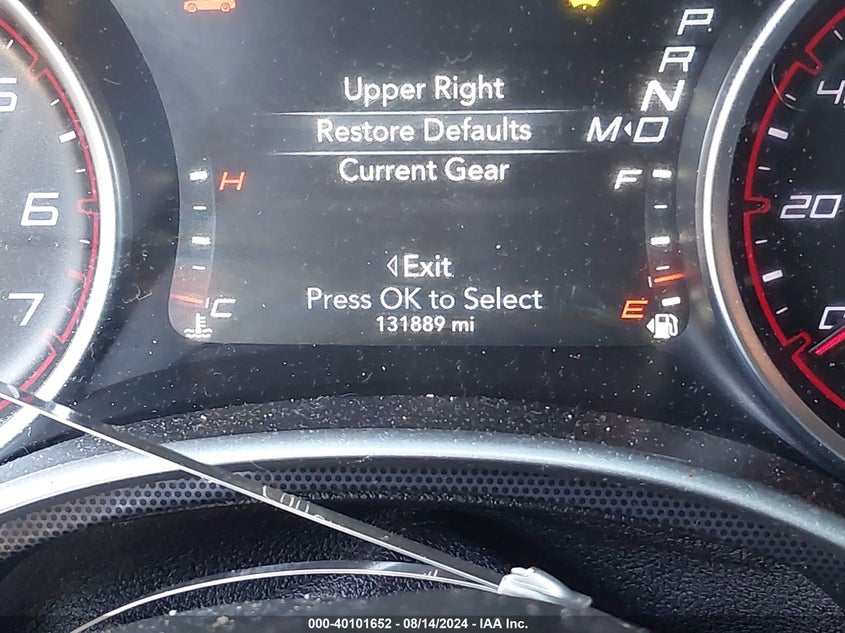 P
R
Upper Right
N
Restore Defaults
M D
Current Gear
H
F
6
20
Exit
Press OK to Select
7
C
E
131889 mi
000-40101652 - 08/14/2024 - IAA Inc.